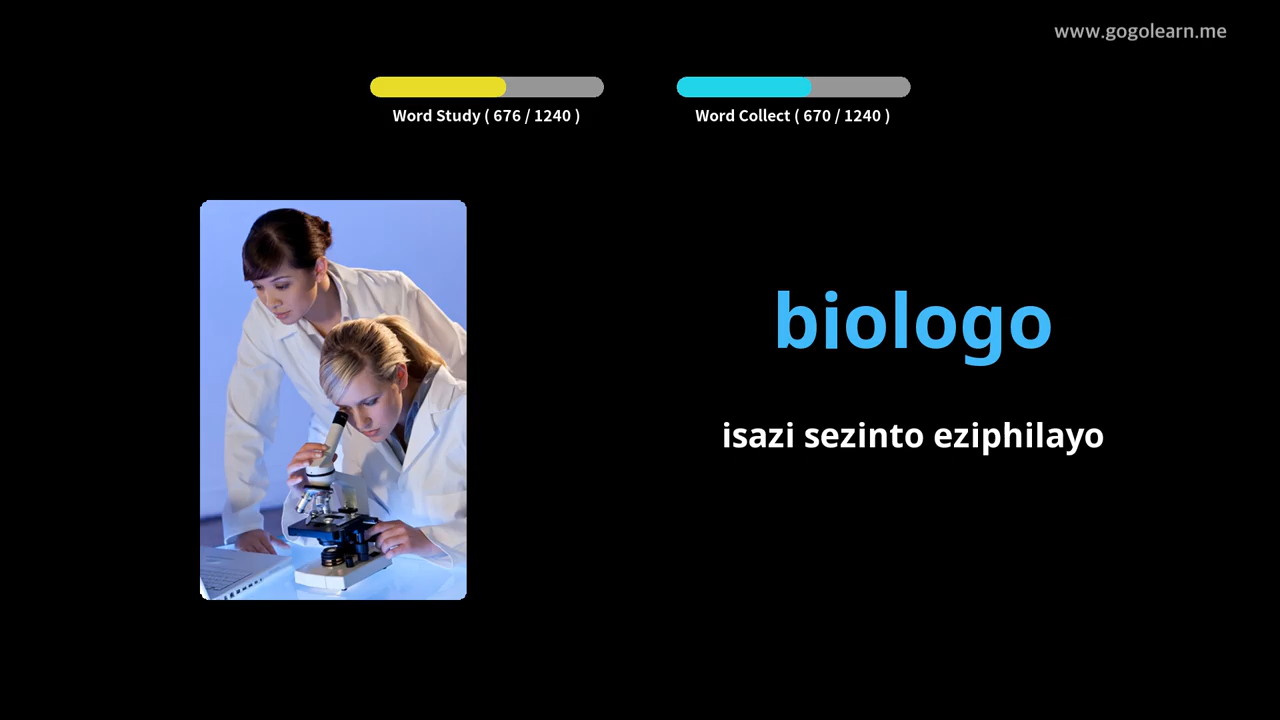 www.gogolearn.me
Word Study ( 676 / 1240 )
Word Collect ( 670 / 1240 )
biologo
isazi sezinto eziphilayo